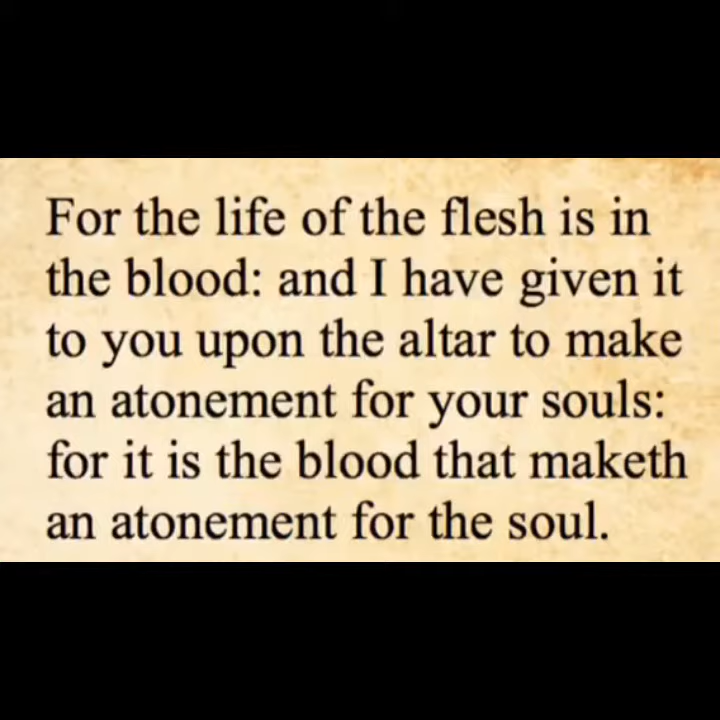 For the life of the flesh is in
the blood: and I have given it
to you upon the altar to make
an atonement for your souls:
for it is the blood that maketh
an atonement for the soul.